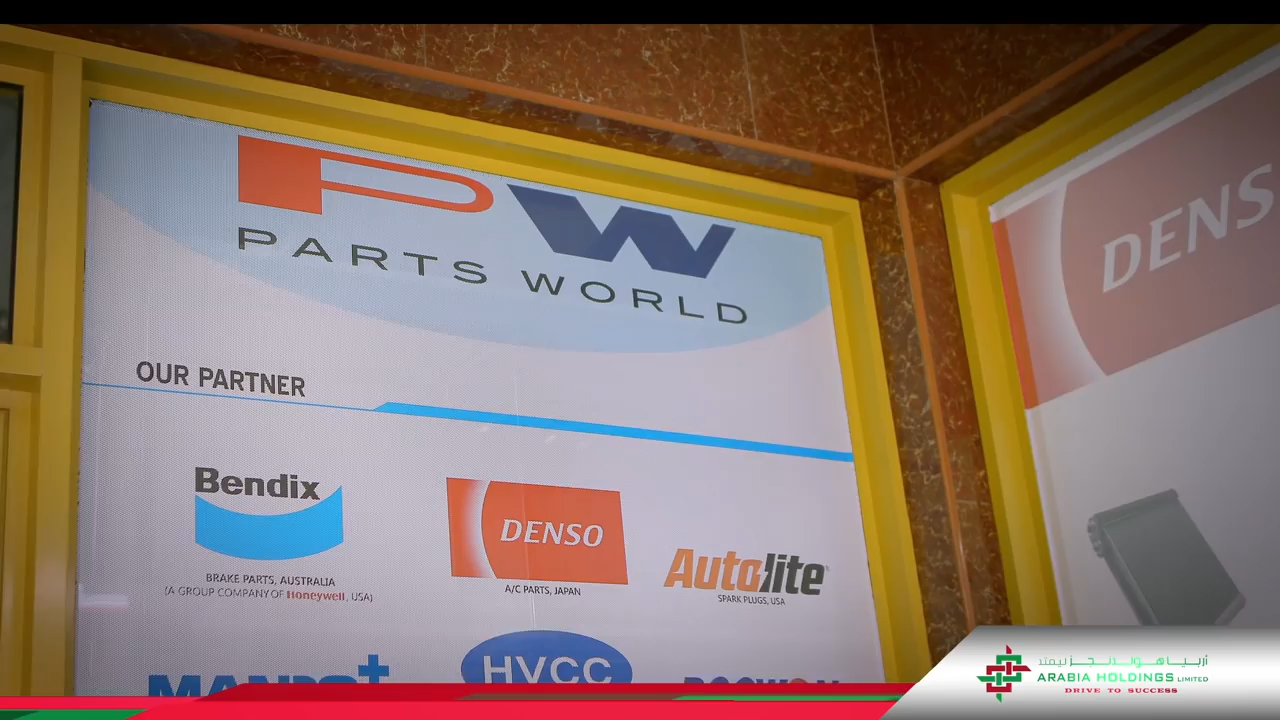 PW
PARTS WORLD
OUR PARTNER
Bendix
BRAKE PARTS, AUSTRALIA
(A GROUP COMPANY OF Honeywell, USA)
DENSO
A/C PARTS, JAPAN
Autolite
SPARK PLUGS, USA
HVCC
DENS
أربيا هولدنجز ليمتد
ARABIA HOLDINGS LIMITED
DRIVE TO SUCCESS